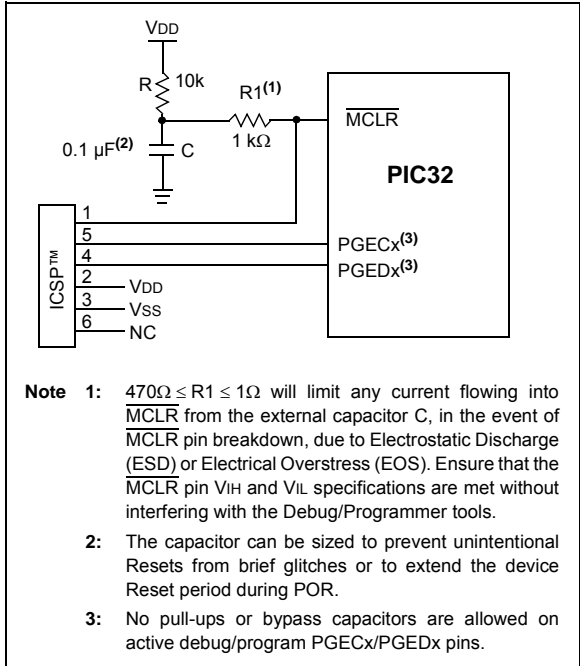 VDD
R 10k
R1(1)
1 kΩ
0.1 µF(2) C
MCLR
PIC32
ICSP™
1
5
4
2
3
6
PGECx(3)
PGEDx(3)
VDD
VSS
NC
Note 1: 470Ω ≤ R1 ≤ 1Ω will limit any current flowing into
MCLR from the external capacitor C, in the event of
MCLR pin breakdown, due to Electrostatic Discharge
(ESD) or Electrical Overstress (EOS). Ensure that the
MCLR pin VIH and VIL specifications are met without
interfering with the Debug/Programmer tools.
2: The capacitor can be sized to prevent unintentional
Resets from brief glitches or to extend the device
Reset period during POR.
3: No pull-ups or bypass capacitors are allowed on
active debug/program PGECx/PGEDx pins.